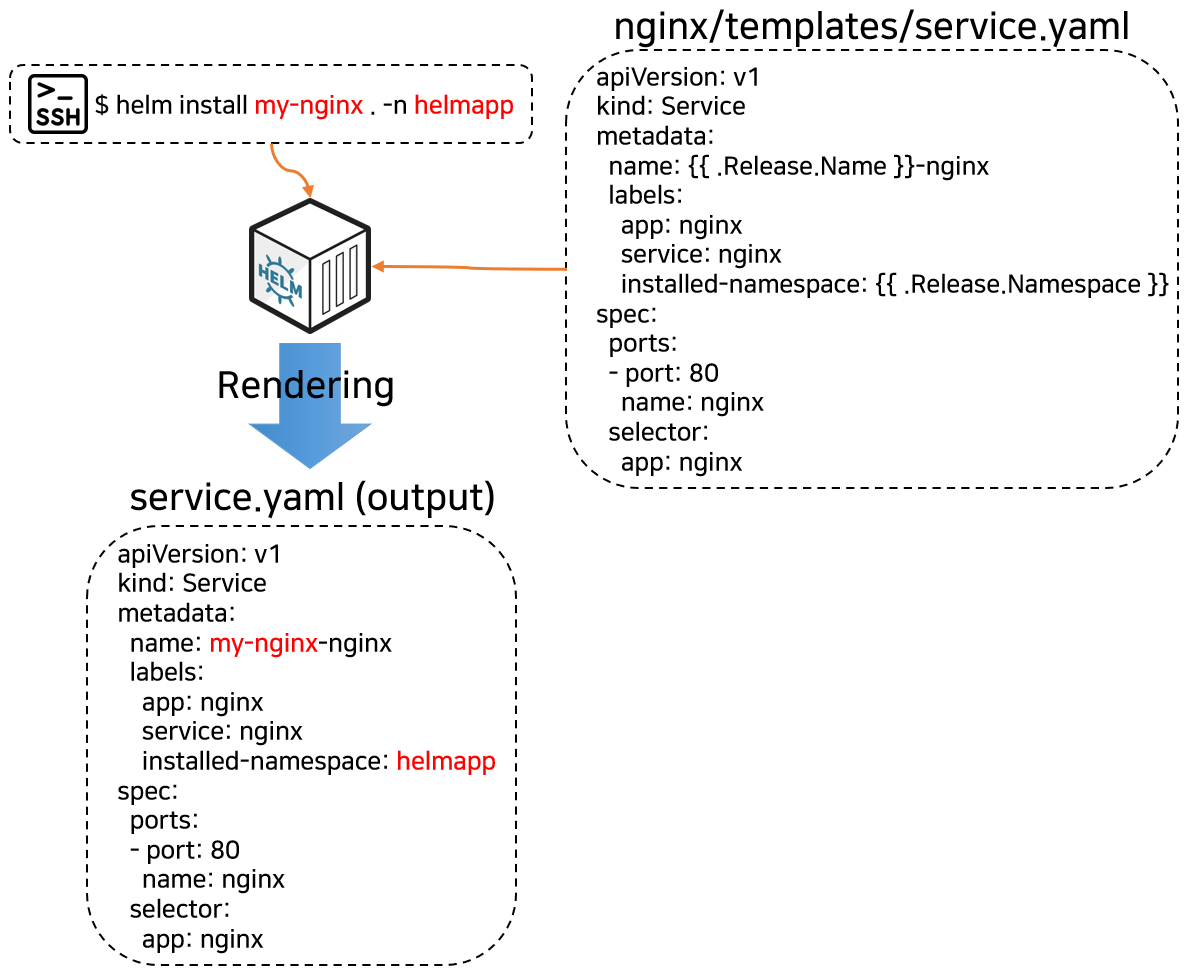 nginx/templates/service.yaml
>_
SSH
$ helm install my-nginx . -n helmapp
apiVersion: v1
kind: Service
metadata:
  name: {{ .Release.Name }}-nginx
  labels:
    app: nginx
    service: nginx
    installed-namespace: {{ .Release.Namespace }}
spec:
  ports:
  - port: 80
    name: nginx
  selector:
    app: nginx
HELM
Rendering
service.yaml (output)
apiVersion: v1
kind: Service
metadata:
  name: my-nginx-nginx
  labels:
    app: nginx
    service: nginx
    installed-namespace: helmapp
spec:
  ports:
  - port: 80
    name: nginx
  selector:
    app: nginx